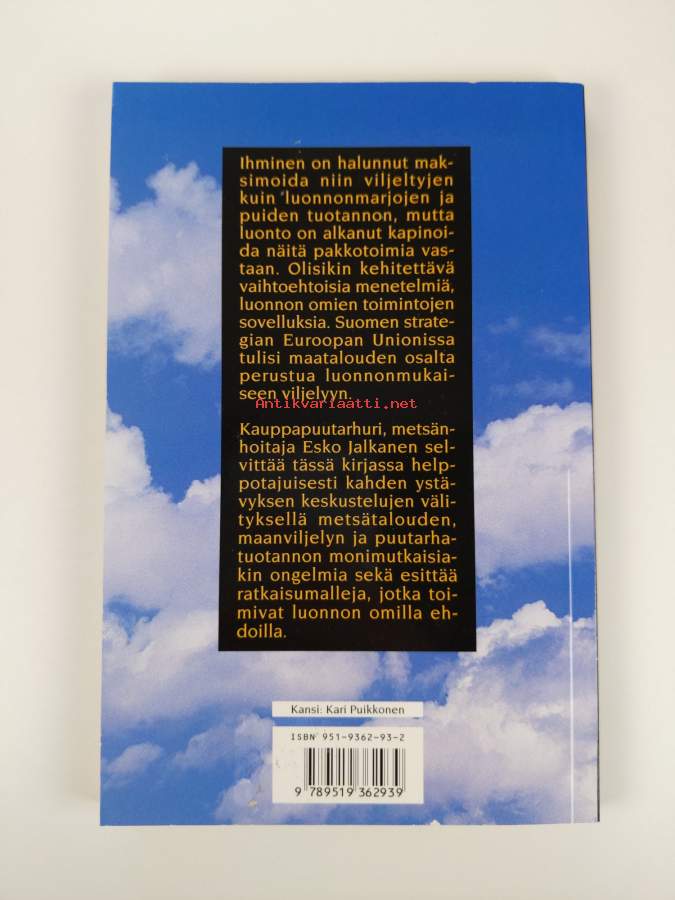 Ihminen on halunnut mak-
simoida niin viljeltyjen
kuin luonnonmarjojen ja
puiden tuotannon, mutta
luonto on alkanut kapinoi-
da näitä pakkotoimia vas-
taan. Olisikin kehitettävä
vaihtoehtoisia menetelmiä,
luonnon omien toimintojen
sovelluksia. Suomen strate-
gian Euroopan Unionissa
tulisi maatalouden osalta
perustua luonnonmukai-
seen viljelyyn.
Antikvariaatti.net
Kauppapuutarhuri, metsän-
hoitaja Esko Jalkanen sel-
vittää tässä kirjassa help-
potajuisesti kahden ystä-
vyksen keskustelujen väli-
tyksellä metsätalouden,
maanviljelyn ja puutarha-
tuotannon monimutkaisia-
kin ongelmia sekä esittää
ratkaisumalleja, jotka toi-
mivat luonnon omilla eh-
doilla.
Kansi: Kari Puikkonen
ISBN 951-9362-93-2
9 789519 362939